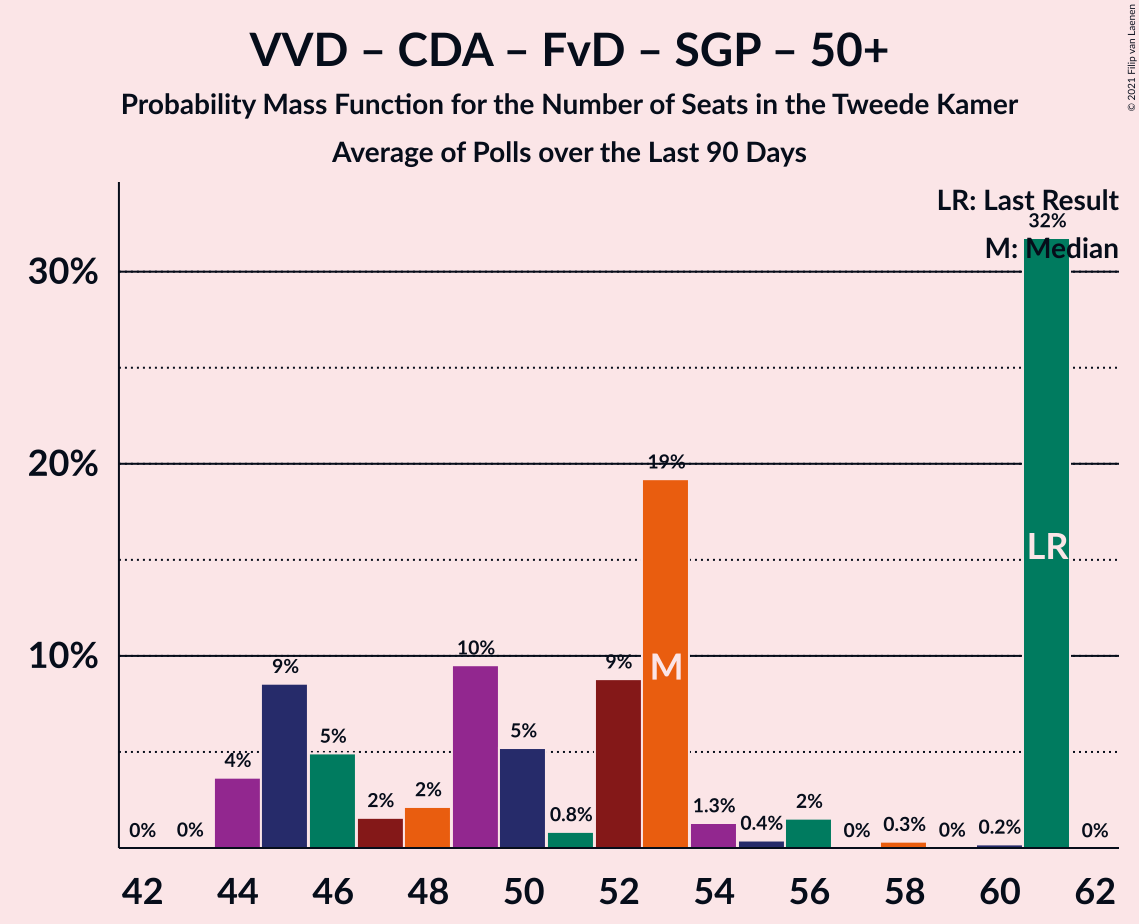 VVD – CDA – FvD – SGP – 50+
Probability Mass Function for the Number of Seats in the Tweede Kamer
Average of Polls over the Last 90 Days
© 2021 Filip van Laenen
LR: Last Result
M: Median
30%
20%
10%
0%
0%
4%
9%
5%
2%
2%
10%
5%
0.8%
9%
19%
1.3%
0.4%
2%
0%
0.3%
0%
0.2%
32%
0%
M
LR
42 44 46 48 50 52 54 56 58 60 62